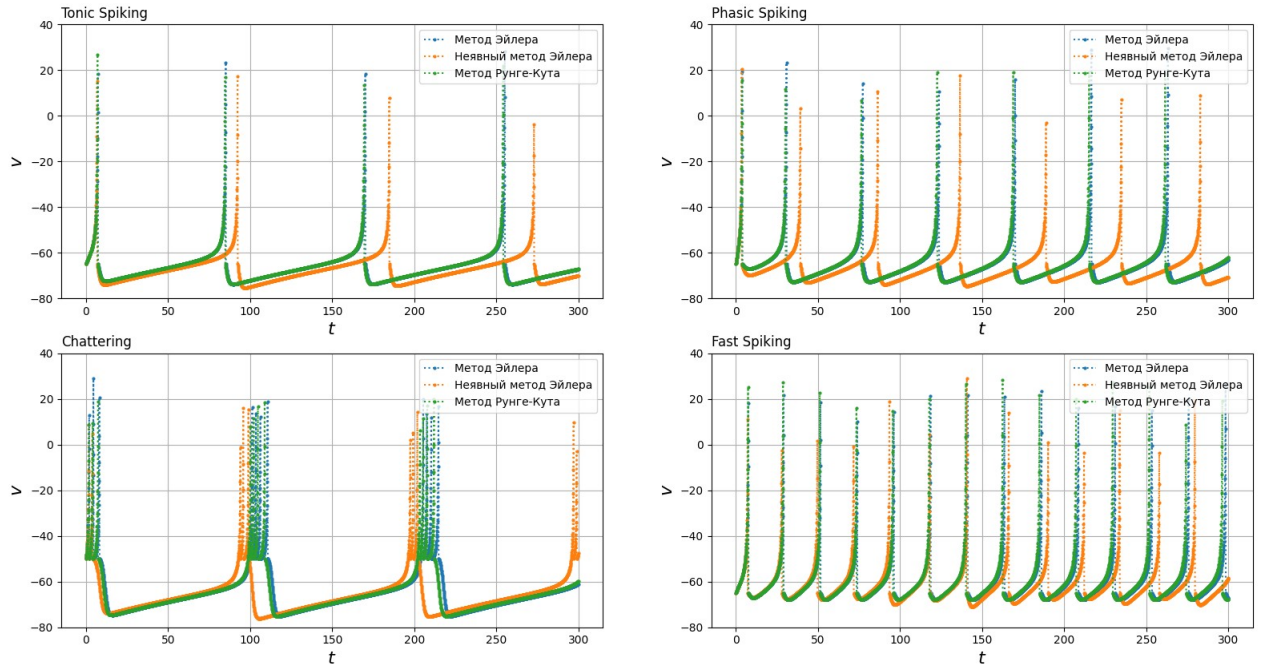 Tonic Spiking
40
20
0
−20
−40
−60
−80
v
0 50 100 150 200 250 300
t
Метод Эйлера
Неявный метод Эйлера
Метод Рунге-Кута
Phasic Spiking
40
20
0
−20
−40
−60
−80
v
0 50 100 150 200 250 300
t
Метод Эйлера
Неявный метод Эйлера
Метод Рунге-Кута
Chattering
40
20
0
−20
−40
−60
−80
v
0 50 100 150 200 250 300
t
Метод Эйлера
Неявный метод Эйлера
Метод Рунге-Кута
Fast Spiking
40
20
0
−20
−40
−60
−80
v
0 50 100 150 200 250 300
t
Метод Эйлера
Неявный метод Эйлера
Метод Рунге-Кута